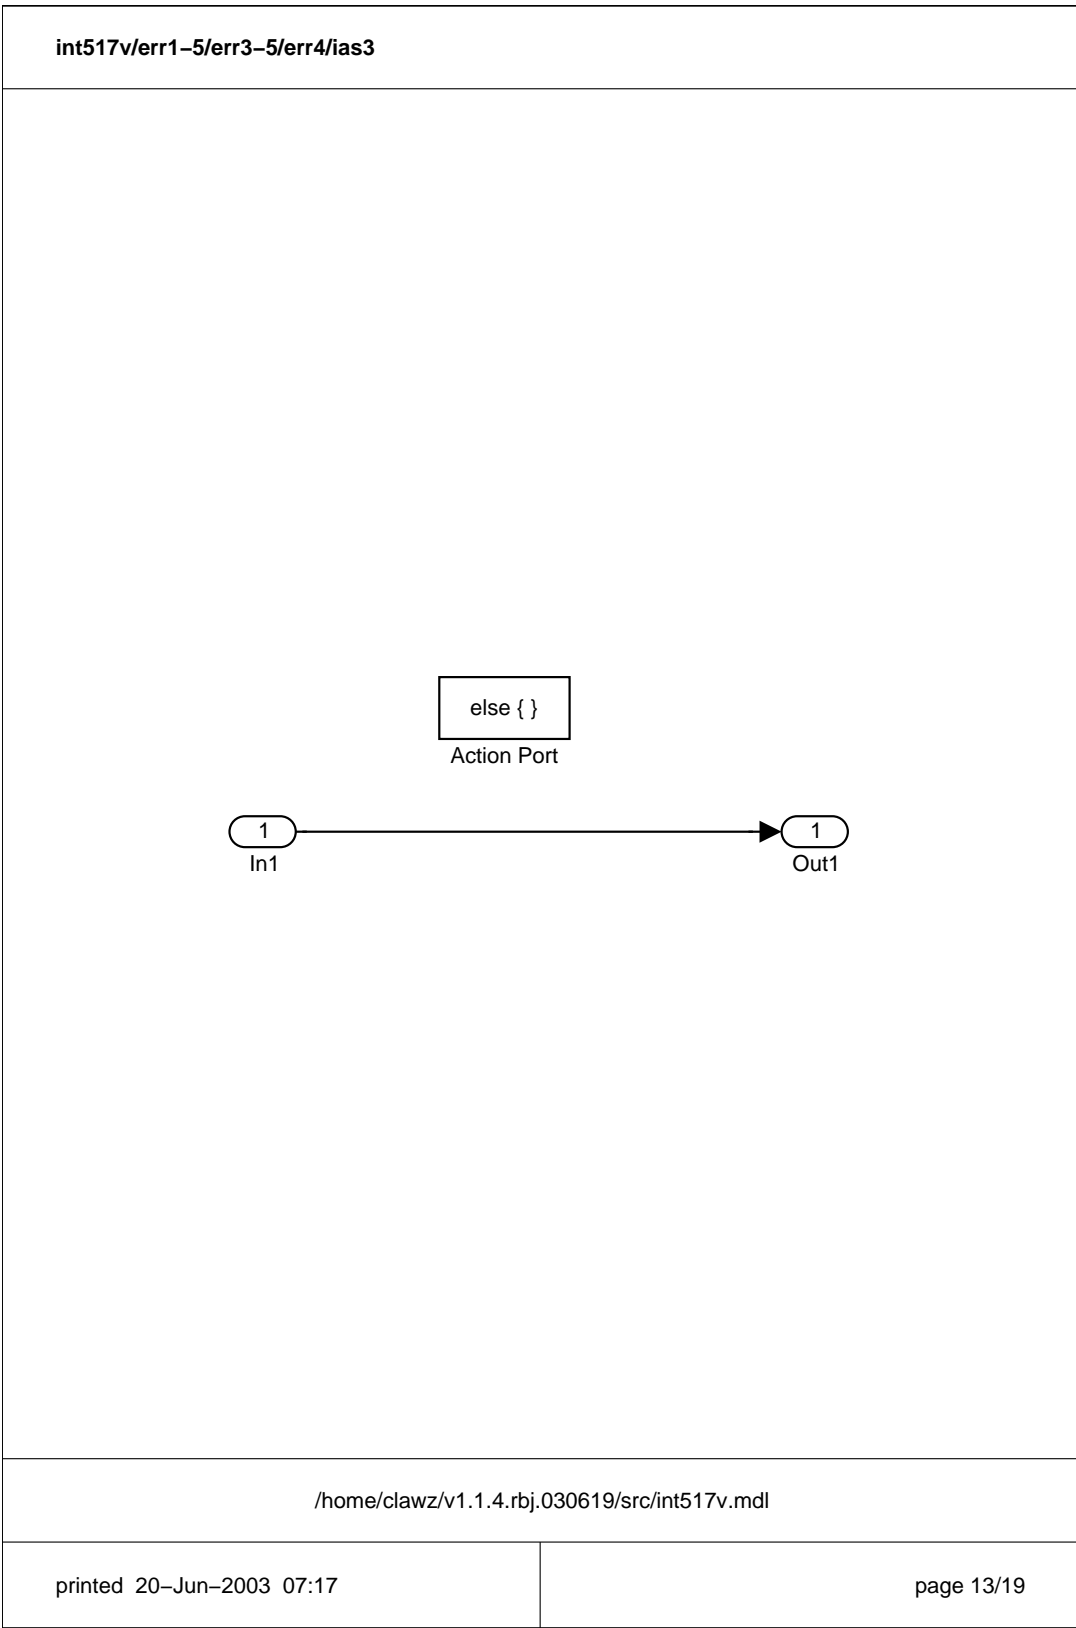 int517v/err1−5/err3−5/err4/ias3
else { }
Action Port
1
1
In1
Out1
/home/clawz/v1.1.4.rbj.030619/src/int517v.mdl
printed 20−Jun−2003 07:17
page 13/19